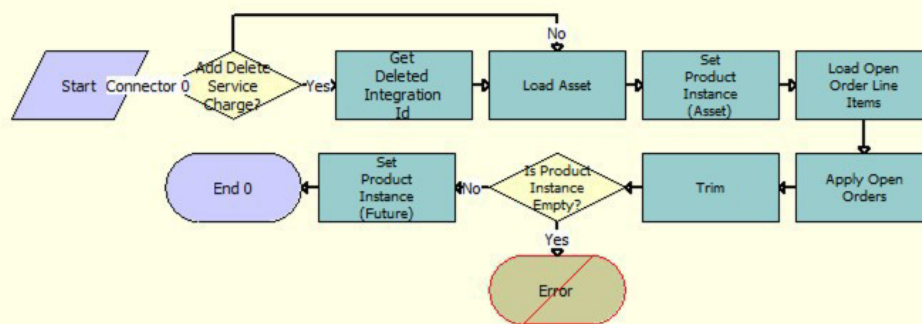 No
Start
Connector 0
Add Delete
Service
Charge?
Yes
Get
Deleted
Integration
Id
Load Asset
Set
Product
Instance
(Asset)
Load Open
Order Line
Items
End 0
Set
Product
Instance
(Future)
No
Is Product
Instance
Empty?
Trim
Apply Open
Orders
Yes
Error